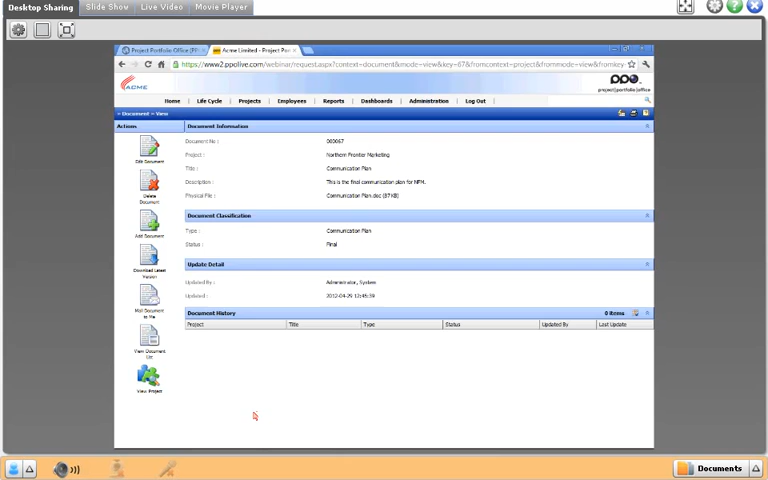 Desktop Sharing Slide Show Live Video Movie Player
Project Portfolio Office (PP Acme Limited - Project Por
https://www2.ppolive.com/webinar/request.aspx?context=document&mode=view&key=67&fromcontext=project&frommode=view&fromkey-
ACME
ppo
project|portfolio|office
Home Life Cycle Projects Employees Reports Dashboards Administration Log Out
» Document » View
Actions
Edit Document
Delete Document
Add Document
Download Latest Version
Mail Document to Me
View Document List
View Project
Document Information
Document No : 000067
Project : Northern Frontier Marketing
Title : Communication Plan
Description : This is the final communication plan for NFM.
Physical File : Communication Plan.doc (87KB)
Document Classification
Type : Communication Plan
Status : Final
Update Detail
Updated By : Administrator, System
Updated : 2012-04-29 12:45:39
Document History 0 items
Project Title Type Status Updated By Last Update
Documents